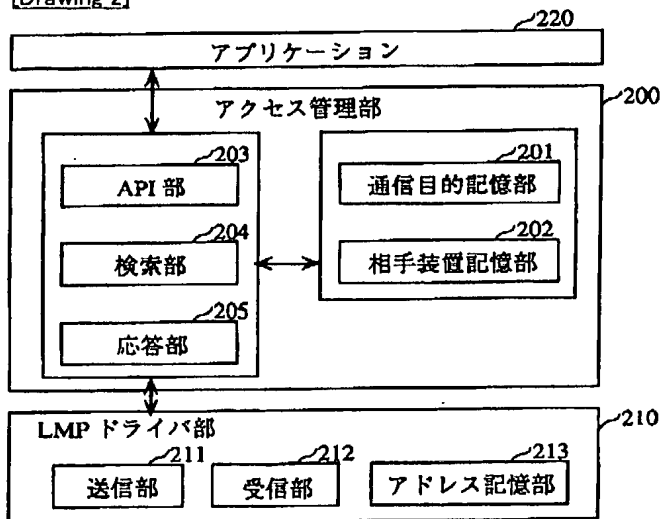 [Drawing 2]
220
アプリケーション
200
アクセス管理部
203
API 部
201
通信目的記憶部
204
検索部
202
相手装置記憶部
205
応答部
210
LMP ドライバ部
211
送信部
212
受信部
213
アドレス記憶部